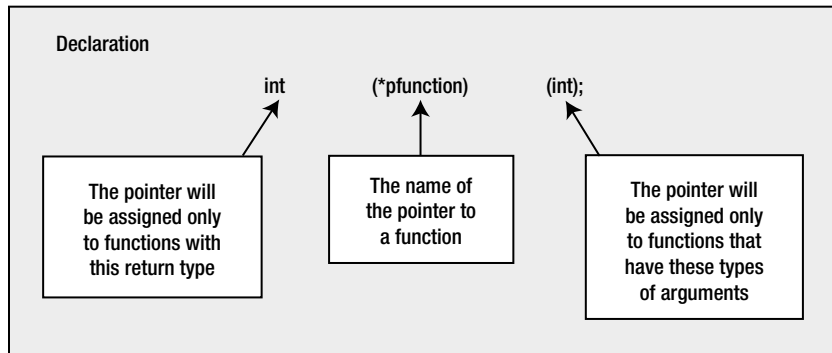 Declaration
int (*pfunction) (int);
The pointer will
be assigned only
to functions with
this return type
The name of
the pointer to
a function
The pointer will
be assigned only
to functions that
have these types
of arguments